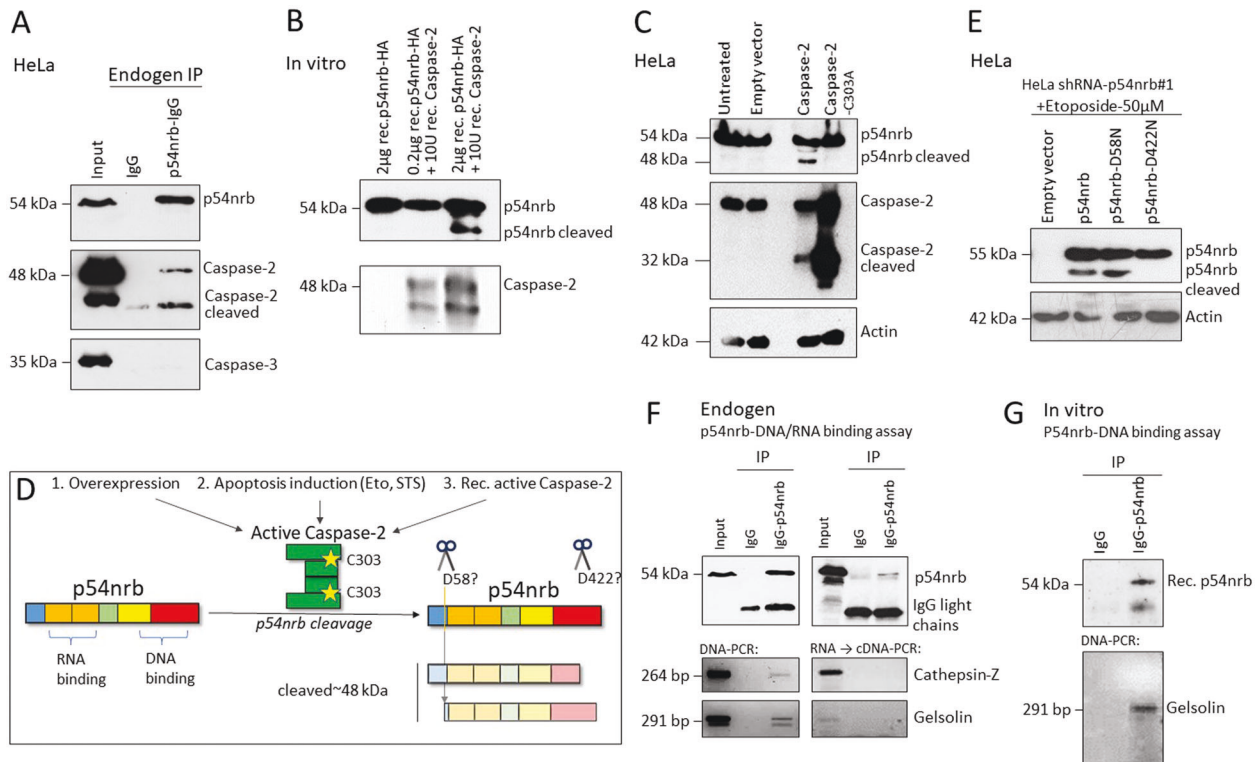 A
HeLa
Endogen IP
Input
IgG
p54nrb-IgG
54 kDa
p54nrb
48 kDa
Caspase-2
Caspase-2
cleaved
35 kDa
Caspase-3
B
In vitro
2µg rec.p54nrb-HA
0.2µg rec.p54nrb-HA
+ 10U rec. Caspase-2
2µg rec. p54nrb-HA
+ 10U rec. Caspase-2
54 kDa
p54nrb
p54nrb cleaved
48 kDa
Caspase-2
C
HeLa
Untreated
Empty vector
Caspase-2
Caspase-2
-C303A
54 kDa
p54nrb
48 kDa
p54nrb cleaved
48 kDa
Caspase-2
32 kDa
Caspase-2
cleaved
42 kDa
Actin
E
HeLa
HeLa shRNA-p54nrb#1
+Etoposide-50µM
Empty vector
p54nrb
p54nrb-D58N
p54nrb-D422N
55 kDa
p54nrb
p54nrb
cleaved
42 kDa
Actin
D
1. Overexpression
2. Apoptosis induction (Eto, STS)
3. Rec. active Caspase-2
Active Caspase-2
C303
C303
p54nrb
p54nrb cleavage
RNA
binding
DNA
binding
D58?
p54nrb
D422?
cleaved~48 kDa
F
Endogen
p54nrb-DNA/RNA binding assay
IP
IP
Input
IgG
IgG-p54nrb
Input
IgG
IgG-p54nrb
54 kDa
p54nrb
IgG light
chains
DNA-PCR:
RNA → cDNA-PCR:
264 bp
Cathepsin-Z
291 bp
Gelsolin
G
In vitro
P54nrb-DNA binding assay
IP
IgG
IgG-p54nrb
54 kDa
Rec. p54nrb
DNA-PCR:
291 bp
Gelsolin